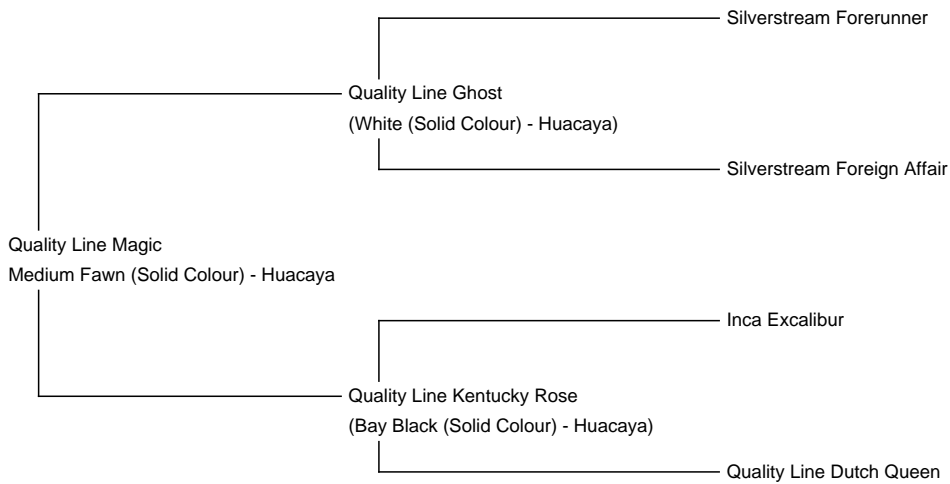 Silverstream Forerunner
Quality Line Ghost
(White (Solid Colour) - Huacaya)
Silverstream Foreign Affair
Quality Line Magic
Medium Fawn (Solid Colour) - Huacaya
Inca Excalibur
Quality Line Kentucky Rose
(Bay Black (Solid Colour) - Huacaya)
Quality Line Dutch Queen